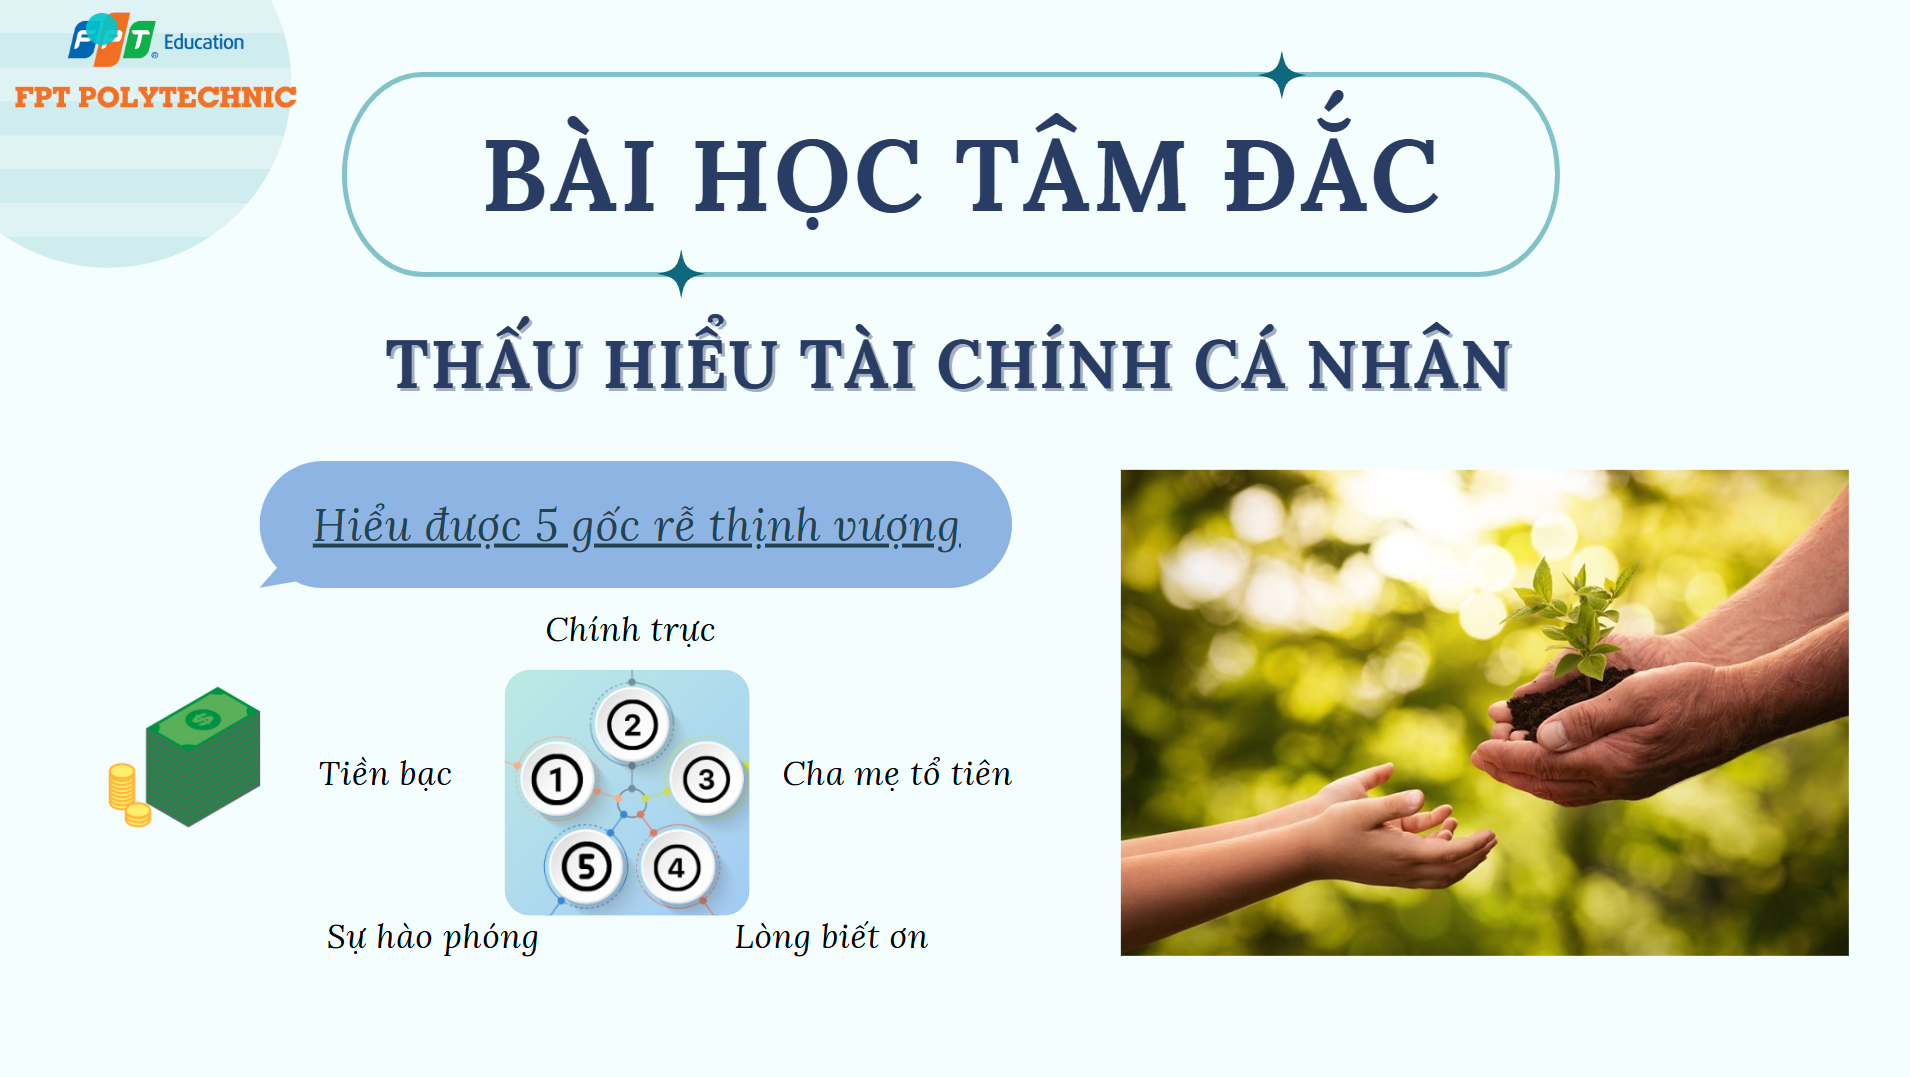 FPT® Education
FPT POLYTECHNIC
BÀI HỌC TÂM ĐẮC
THẤU HIỂU TÀI CHÍNH CÁ NHÂN
Hiểu được 5 gốc rễ thịnh vượng
Chính trực
2
Tiền bạc
1
3
Cha mẹ tổ tiên
5
4
Sự hào phóng
Lòng biết ơn